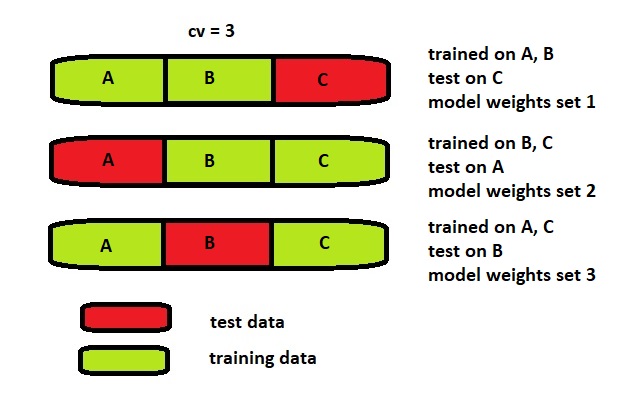 cv = 3
A B C
trained on A, B
test on C
model weights set 1
A B C
trained on B, C
test on A
model weights set 2
A B C
trained on A, C
test on B
model weights set 3
test data
training data